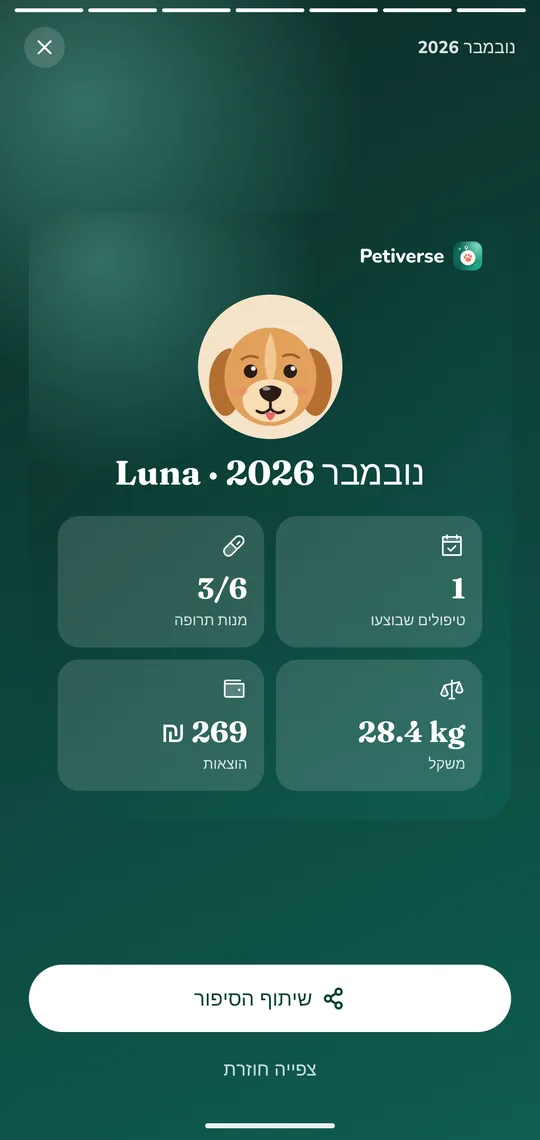 נובמבר 2026
Petiverse
Luna · נובמבר 2026
1
טיפולים שבוצעו
3/6
מנות תרופה
28.4 kg
משקל
269 ₪
הוצאות
שיתוף הסיפור
צפייה חוזרת